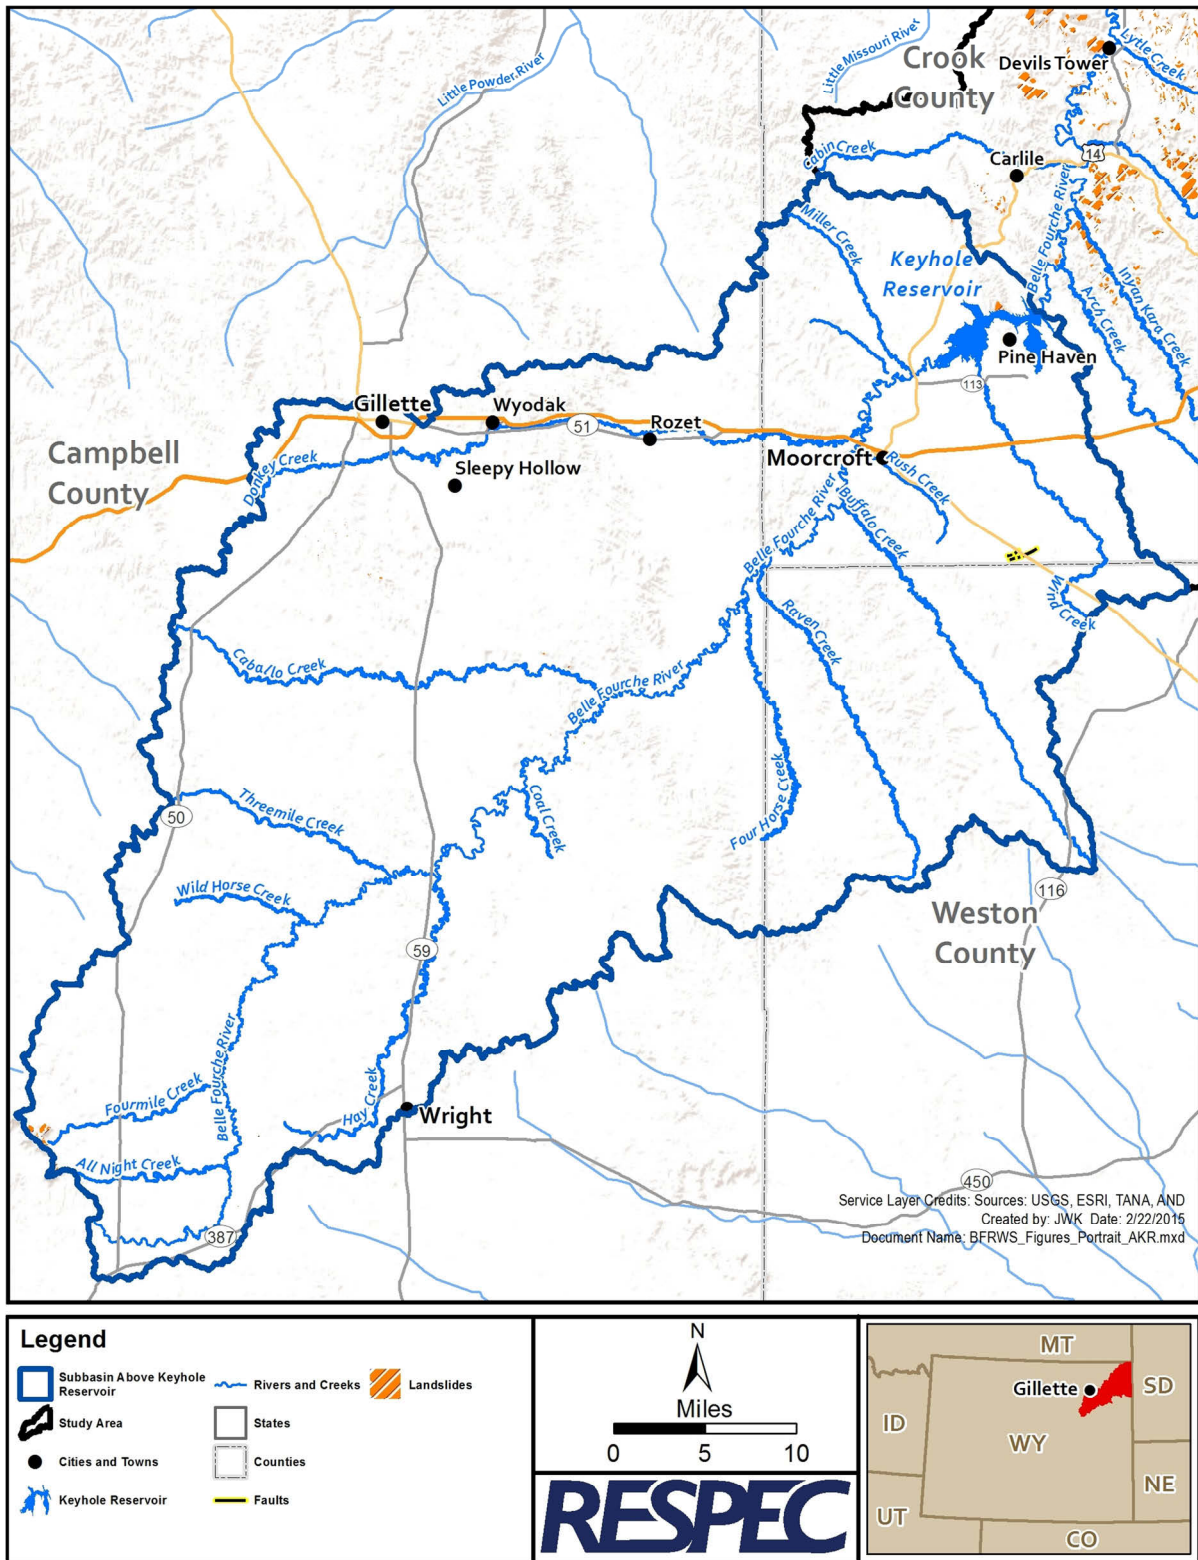 Little Missouri River
Crook
County
Devils Tower
Lytle Creek
Little Powder River
Cabin Creek
Carlile
14
Miller Creek
Keyhole
Reservoir
Belle Fourche River
Inyan Kara Creek
Arch Creek
Pine Haven
113
Gillette
Wyodak
51
Rozet
Campbell
County
Donkey Creek
Sleepy Hollow
Moorcroft
Rush Creek
Belle Fourche River
Buffalo Creek
Wind Creek
Raven Creek
Caballo Creek
Belle Fourche River
Four Horse Creek
Coal Creek
Threemile Creek
50
Wild Horse Creek
116
Weston
County
59
Belle Fourche River
Fourmile Creek
Hay Creek
Wright
All Night Creek
450
387
Service Layer Credits: Sources: USGS, ESRI, TANA, AND
Created by: JWK Date: 2/22/2015
Document Name: BFRWS_Figures_Portrait_AKR.mxd
Legend
Subbasin Above Keyhole
Reservoir
Rivers and Creeks
Landslides
Study Area
States
Cities and Towns
Counties
Keyhole Reservoir
Faults
N
Miles
0 5 10
RESPEC
MT
Gillette
SD
ID
WY
NE
UT
CO